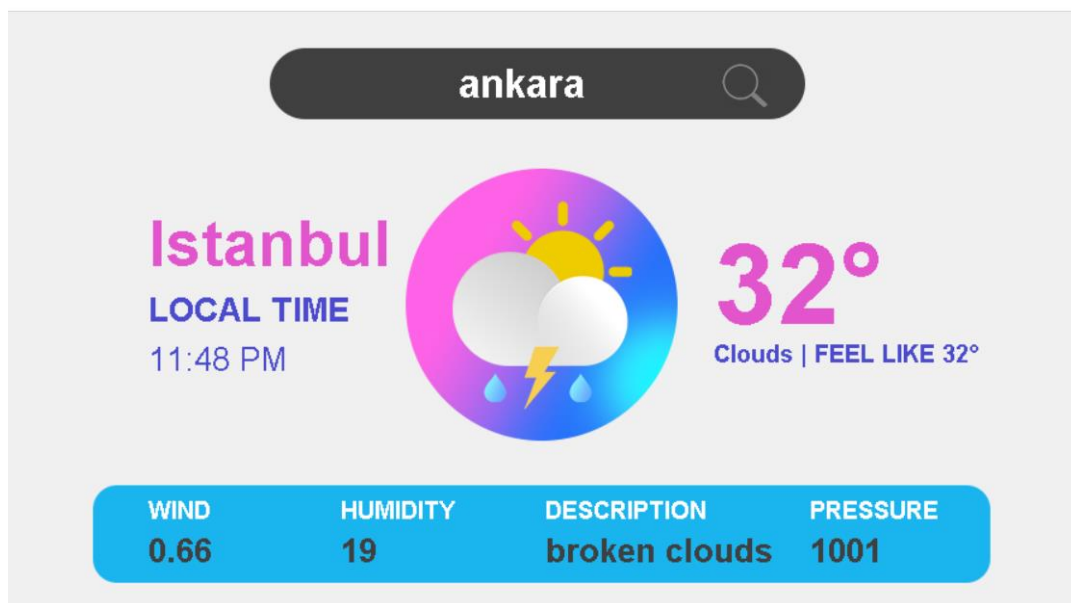 ankara
Istanbul
LOCAL TIME
11:48 PM
32°
Clouds | FEEL LIKE 32°
WIND
0.66
HUMIDITY
19
DESCRIPTION
broken clouds
PRESSURE
1001